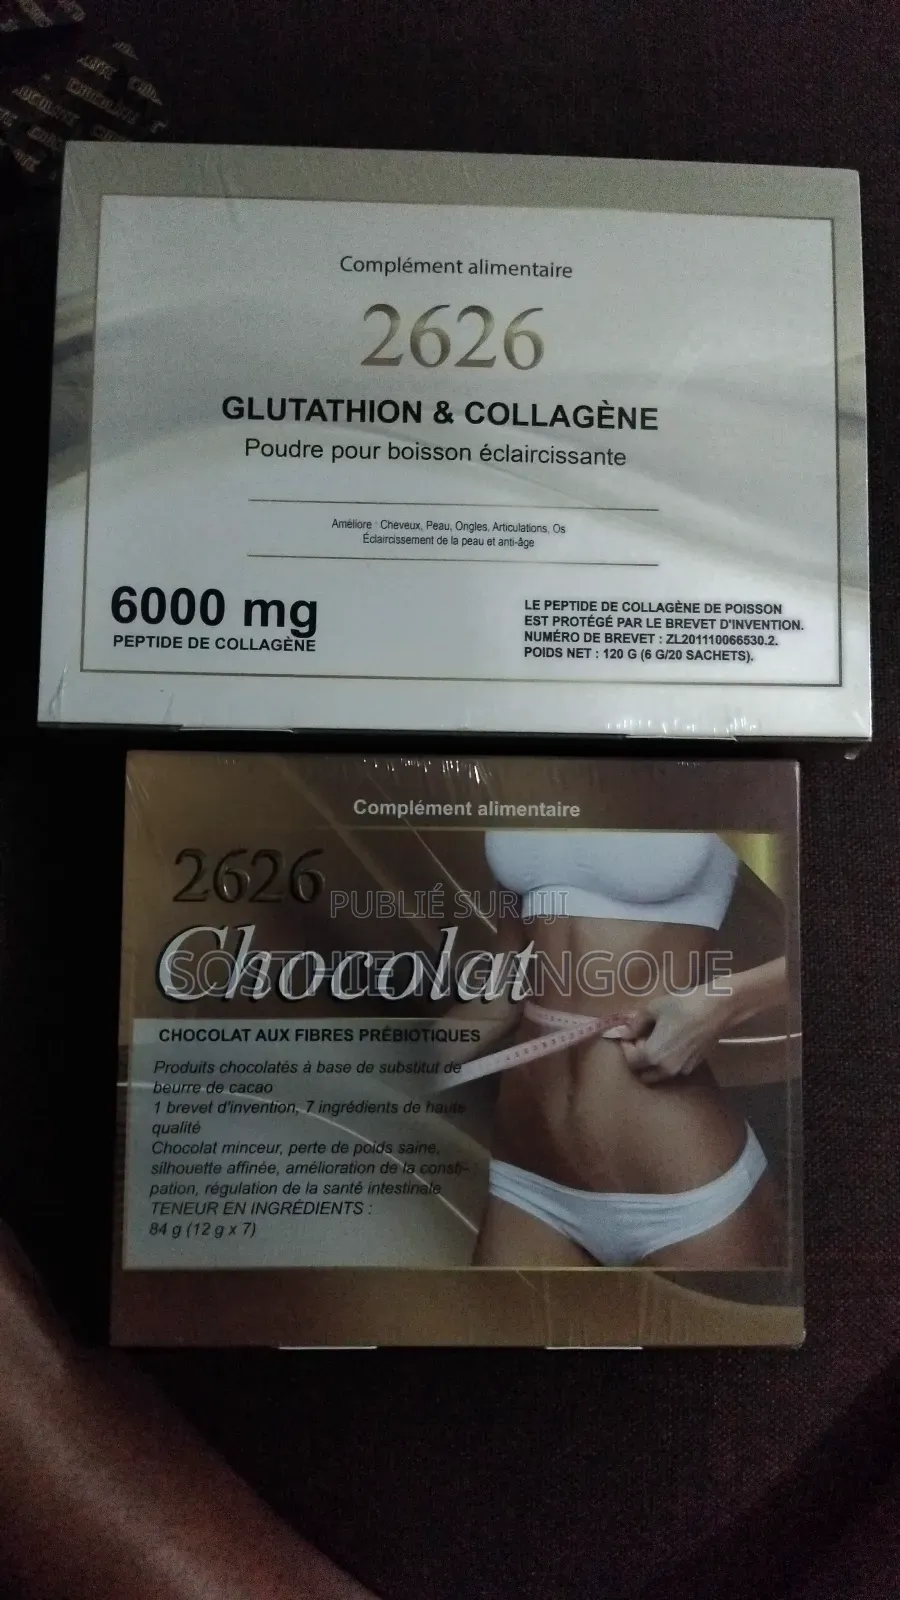 Complément alimentaire
2626
GLUTATHION & COLLAGÈNE
Poudre pour boisson éclaircissante
Améliore : Cheveux, Peau, Ongles, Articulations, Os
Éclaircissement de la peau et anti-âge
6000 mg
PEPTIDE DE COLLAGÈNE
LE PEPTIDE DE COLLAGÈNE DE POISSON
EST PROTÉGÉ PAR LE BREVET D'INVENTION.
NUMÉRO DE BREVET : ZL201110066530.2.
POIDS NET : 120 G (6 G/20 SACHETS).
Complément alimentaire
2626
PUBLIÉ SUR JIJI
Chocolat
NGANGOUE
CHOCOLAT AUX FIBRES PRÉBIOTIQUES
Produits chocolatés à base de substitut de
beurre de cacao
1 brevet d'invention, 7 ingrédients de haute
qualité
Chocolat minceur, perte de poids saine,
silhouette affinée, amélioration de la consti-
pation, régulation de la santé intestinale
TENEUR EN INGRÉDIENTS :
84 g (12 g x 7)